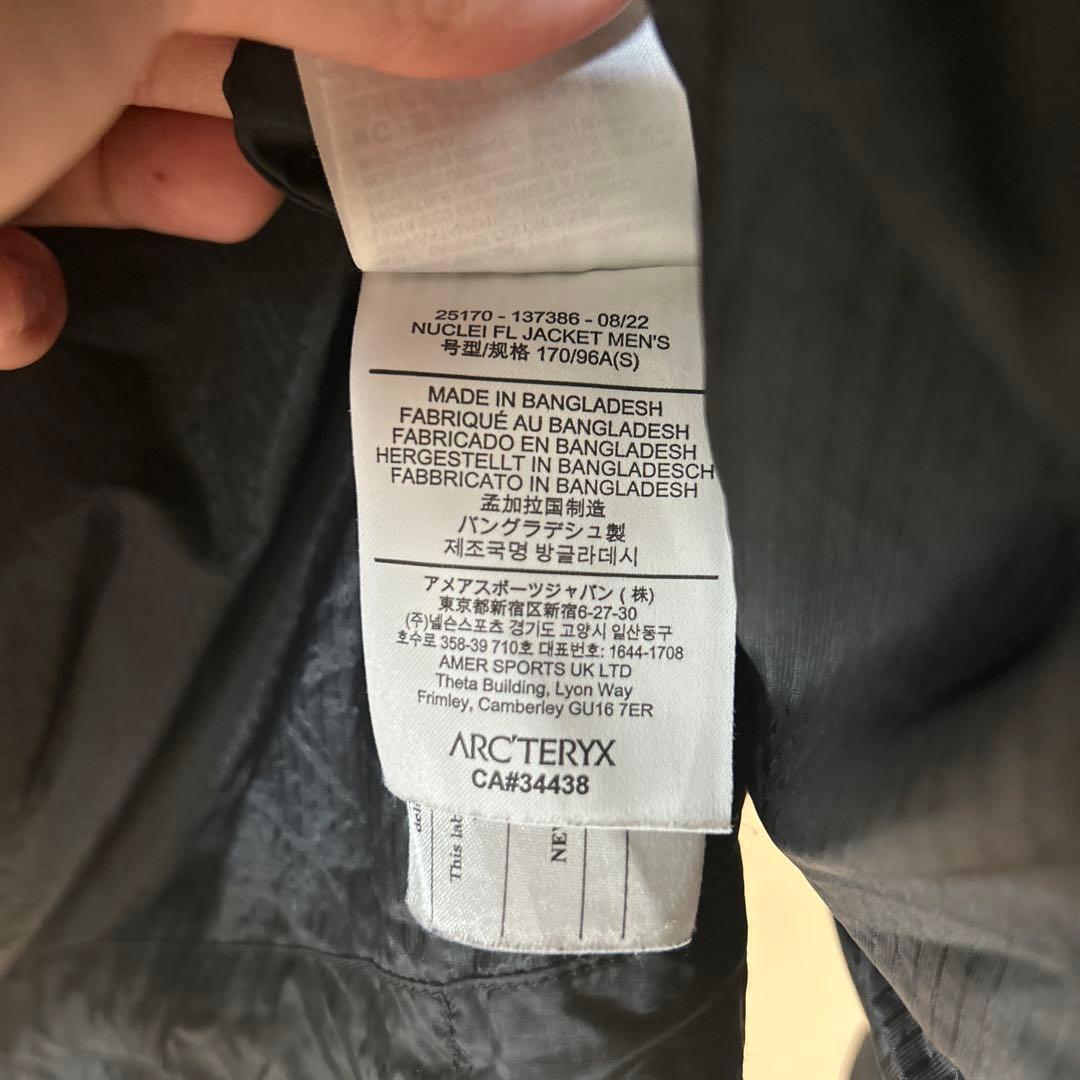 25170 - 137386 - 08/22
NUCLEI FL JACKET MEN'S
号型/规格 170/96A(S)
MADE IN BANGLADESH
FABRIQUÉ AU BANGLADESH
FABRICADO EN BANGLADESH
HERGESTELLT IN BANGLADESCH
FABBRICATO IN BANGLADESH
孟加拉国制造
バングラデシュ製
제조국명 방글라데시
アメアスポーツジャパン (株)
東京都新宿区新宿6-27-30
(주)넬슨스포츠 경기도 고양시 일산동구
호수로 358-39 710호 대표번호: 1644-1708
AMER SPORTS UK LTD
Theta Building, Lyon Way
Frimley, Camberley GU16 7ER
ARC'TERYX
CA#34438
This